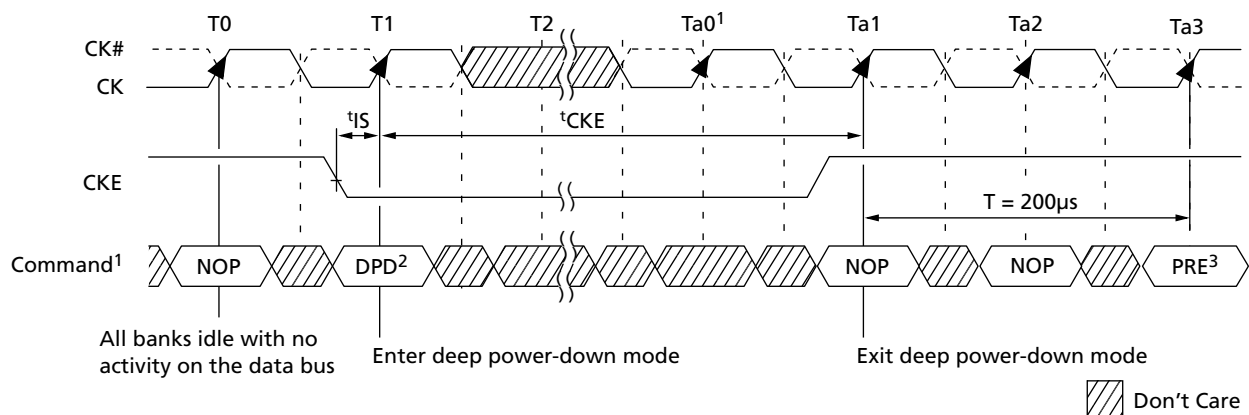 T0 T1 T2 Ta0¹ Ta1 Ta2 Ta3
CK#
CK
ᵗIS ᵗCKE
CKE
T = 200µs
Command¹ NOP DPD² NOP NOP PRE³
All banks idle with no
activity on the data bus
Enter deep power-down mode
Exit deep power-down mode
Don't Care